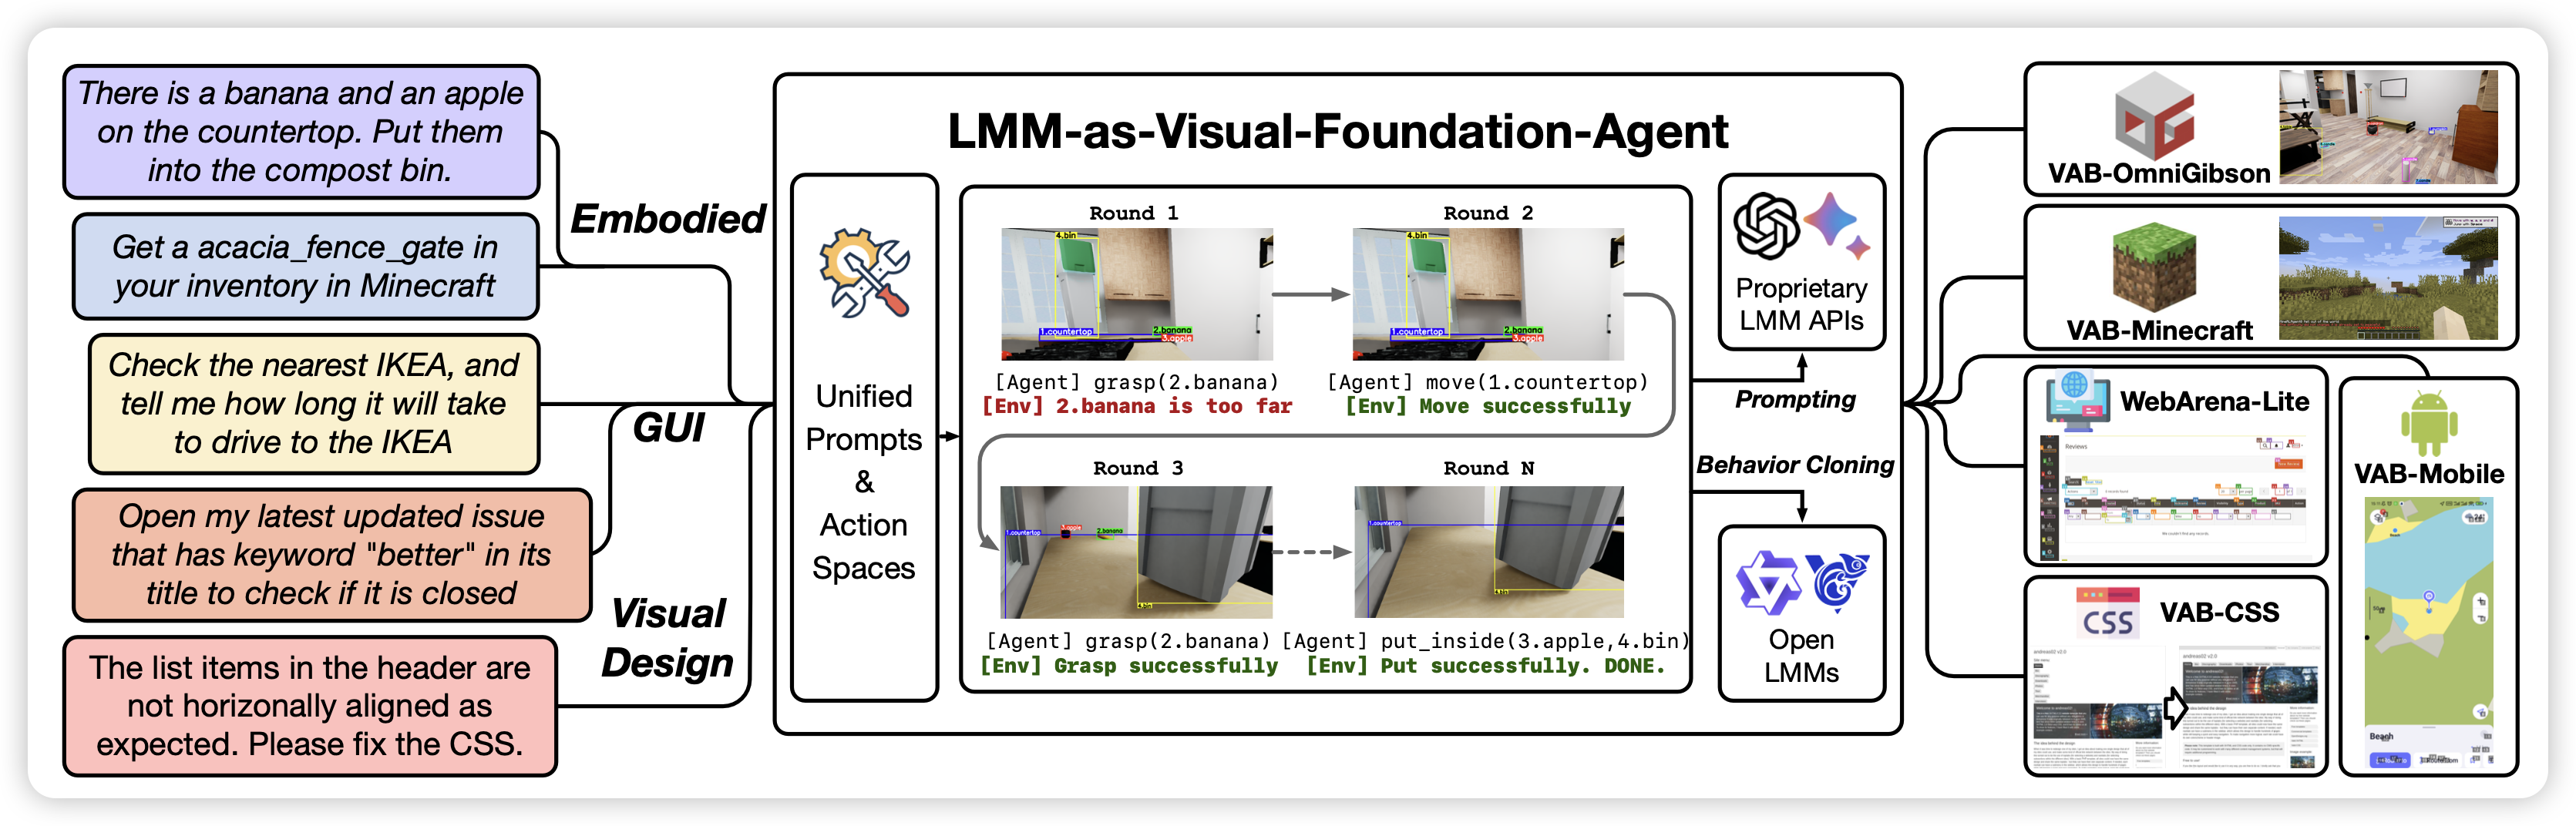 There is a banana and an apple
on the countertop. Put them
into the compost bin.
Get a acacia_fence_gate in
your inventory in Minecraft
Check the nearest IKEA, and
tell me how long it will take
to drive to the IKEA
Open my latest updated issue
that has keyword "better" in its
title to check if it is closed
The list items in the header are
not horizonally aligned as
expected. Please fix the CSS.
Embodied
GUI
Visual
Design
LMM-as-Visual-Foundation-Agent
Unified
Prompts
&
Action
Spaces
Round 1
4.bin
1.countertop
2.banana
3.apple
[Agent] grasp(2.banana)
[Env] 2.banana is too far
Round 2
4.bin
1.countertop
2.banana
3.apple
[Agent] move(1.countertop)
[Env] Move successfully
Round 3
1.countertop
3.apple
2.banana
4.bin
[Agent] grasp(2.banana)
[Env] Grasp successfully
Round N
1.countertop
4.bin
[Agent] put_inside(3.apple,4.bin)
[Env] Put successfully. DONE.
Proprietary
LMM APIs
Prompting
Behavior Cloning
Open
LMMs
VAB-OmniGibson
VAB-Minecraft
WebArena-Lite
Reviews
VAB-Mobile
Beach
CSS
VAB-CSS
andreas02 v2.0
andreas02 v2.0